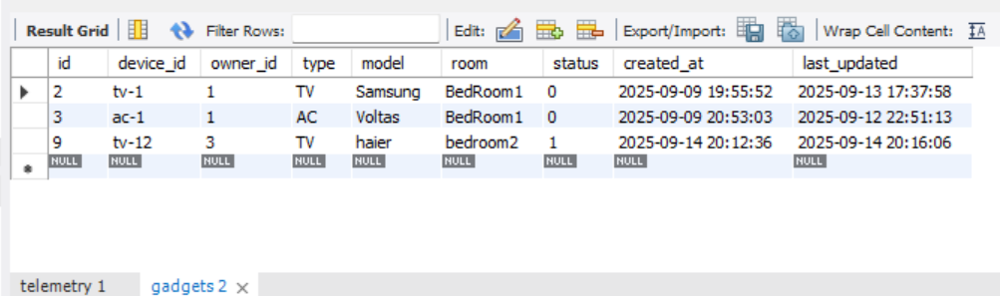 Result Grid Filter Rows: Edit: Export/Import: Wrap Cell Content: IA
id device_id owner_id type model room status created_at last_updated
2 tv-1 1 TV Samsung BedRoom1 0 2025-09-09 19:55:52 2025-09-13 17:37:58
3 ac-1 1 AC Voltas BedRoom1 0 2025-09-09 20:53:03 2025-09-12 22:51:13
9 tv-12 3 TV haier bedroom2 1 2025-09-14 20:12:36 2025-09-14 20:16:06
NULL NULL NULL NULL NULL NULL NULL NULL NULL
telemetry 1 gadgets 2